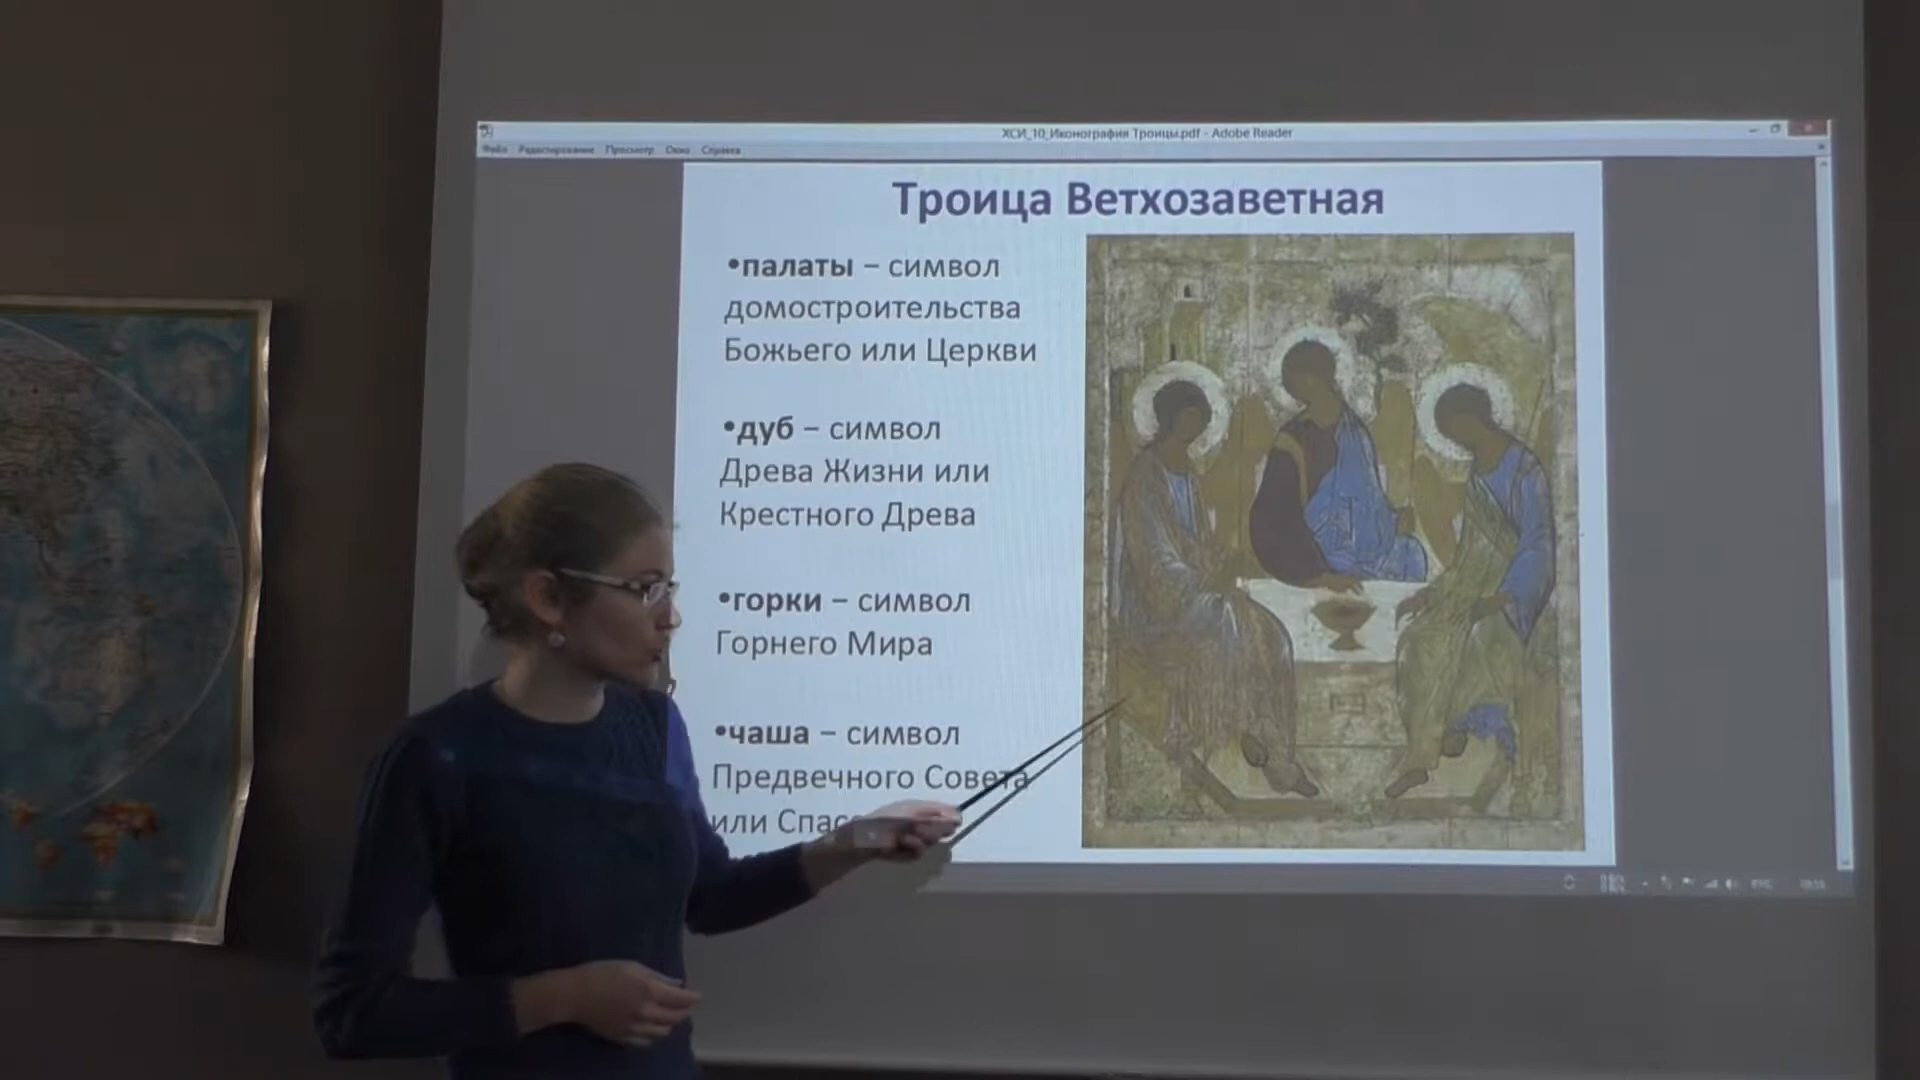 ХСИ_10_Иконография Троицы.pdf - Adobe Reader
Файл Редактирование Просмотр Окно Справка
Троица Ветхозаветная
•палаты – символ
домостроительства
Божьего или Церкви
•дуб – символ
Древа Жизни или
Крестного Древа
•горки – символ
Горнего Мира
•чаша – символ
Предвечного Совета
или